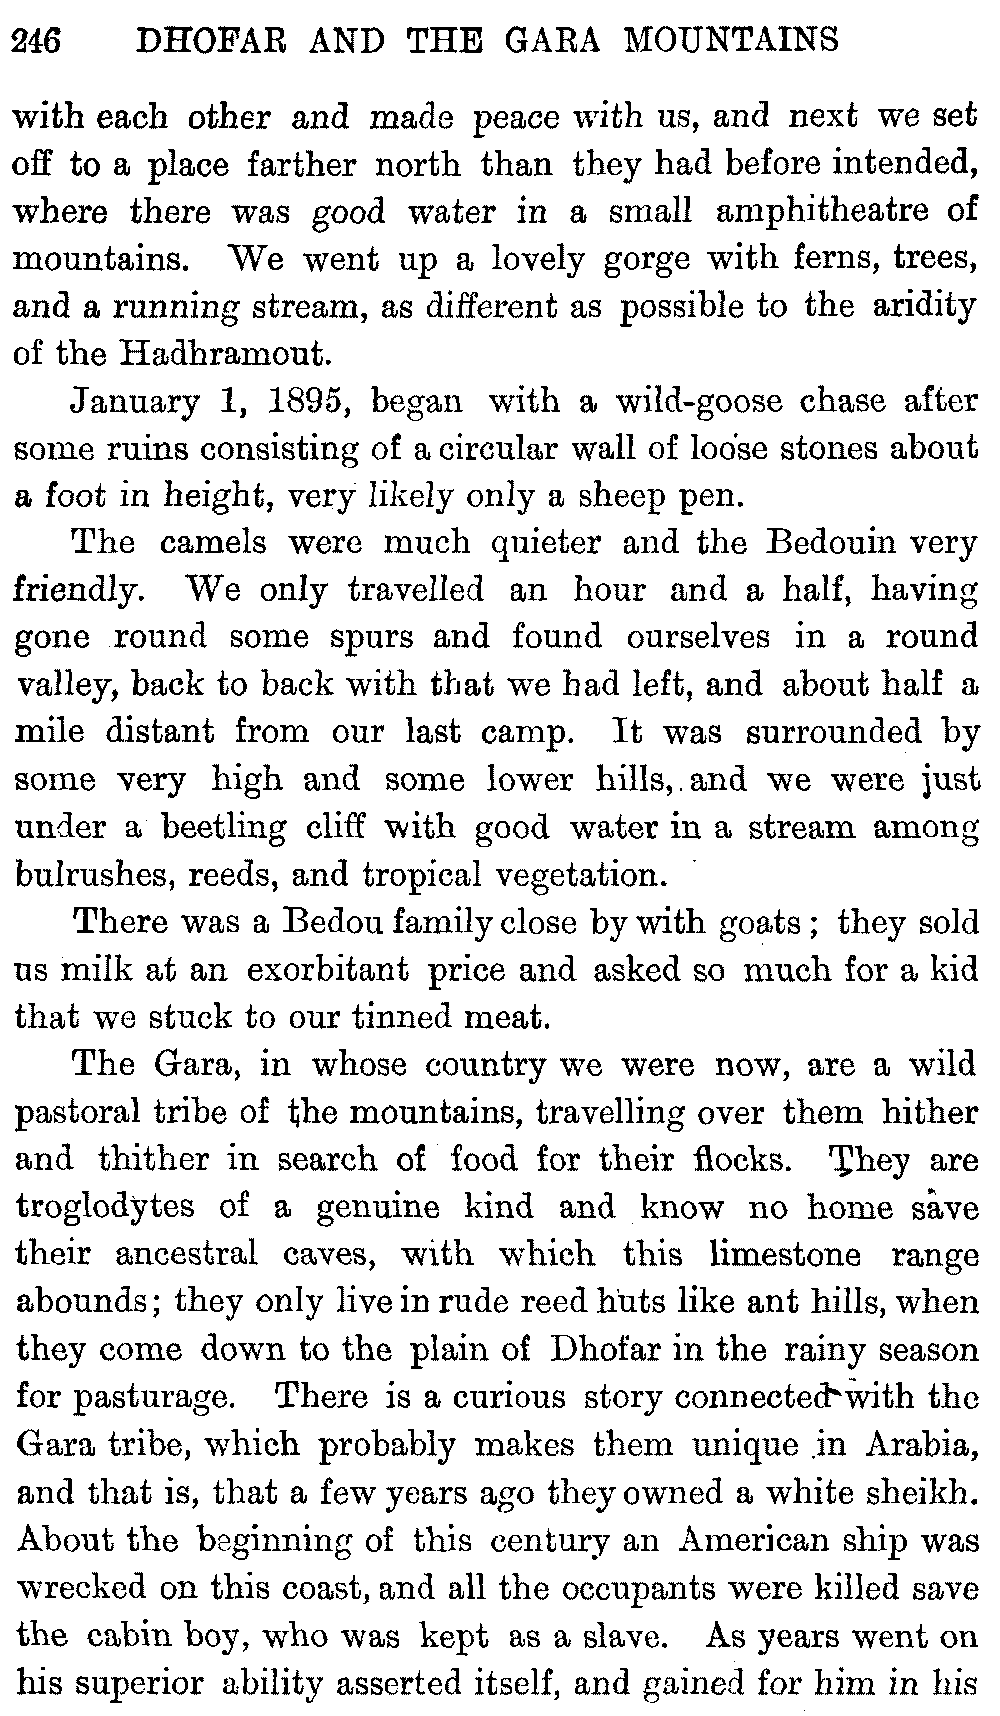 246 DHOFAR AND THE GARA MOUNTAINS
with each other and made peace with us, and next we set
off to a place farther north than they had before intended,
where there was good water in a small amphitheatre of
mountains. We went up a lovely gorge with ferns, trees,
and a running stream, as different as possible to the aridity
of the Hadhramout.
January 1, 1895, began with a wild-goose chase after
some ruins consisting of a circular wall of loose stones about
a foot in height, very likely only a sheep pen.
The camels were much quieter and the Bedouin very
friendly. We only travelled an hour and a half, having
gone round some spurs and found ourselves in a round
valley, back to back with that we had left, and about half a
mile distant from our last camp. It was surrounded by
some very high and some lower hills, and we were just
under a beetling cliff with good water in a stream among
bulrushes, reeds, and tropical vegetation.
There was a Bedou family close by with goats ; they sold
us milk at an exorbitant price and asked so much for a kid
that we stuck to our tinned meat.
The Gara, in whose country we were now, are a wild
pastoral tribe of the mountains, travelling over them hither
and thither in search of food for their flocks. They are
troglodytes of a genuine kind and know no home save
their ancestral caves, with which this limestone range
abounds; they only live in rude reed huts like ant hills, when
they come down to the plain of Dhofar in the rainy season
for pasturage. There is a curious story connected with the
Gara tribe, which probably makes them unique in Arabia,
and that is, that a few years ago they owned a white sheikh.
About the beginning of this century an American ship was
wrecked on this coast, and all the occupants were killed save
the cabin boy, who was kept as a slave. As years went on
his superior ability asserted itself, and gained for him in his